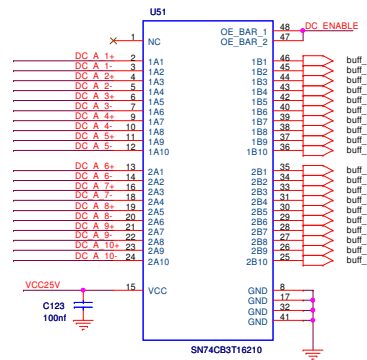 U51
1 NC OE_BAR_1 48 DC_ENABLE
OE_BAR_2 47
DC_A_1+ 2 1A1 1B1 46 buff_
DC_A_1- 3 1A2 1B2 45 buff_
DC_A_2+ 4 1A3 1B3 44 buff_
DC_A_2- 5 1A4 1B4 43 buff_
DC_A_3+ 6 1A5 1B5 42 buff_
DC_A_3- 7 1A6 1B6 40 buff_
DC_A_4+ 9 1A7 1B7 39 buff_
DC_A_4- 10 1A8 1B8 38 buff_
DC_A_5+ 11 1A9 1B9 37 buff_
DC_A_5- 12 1A10 1B10 36 buff_
DC_A_6+ 13 2A1 2B1 35 buff_
DC_A_6- 14 2A2 2B2 34 buff_
DC_A_7+ 16 2A3 2B3 33 buff_
DC_A_7- 18 2A4 2B4 31 buff_
DC_A_8+ 19 2A5 2B5 30 buff_
DC_A_8- 20 2A6 2B6 29 buff_
DC_A_9+ 21 2A7 2B7 28 buff_
DC_A_9- 22 2A8 2B8 27 buff_
DC_A_10+ 23 2A9 2B9 26 buff_
DC_A_10- 24 2A10 2B10 25 buff_
VCC25V 15 VCC GND 8
GND 17
C123 GND 32
100nf GND 41
SN74CB3T16210